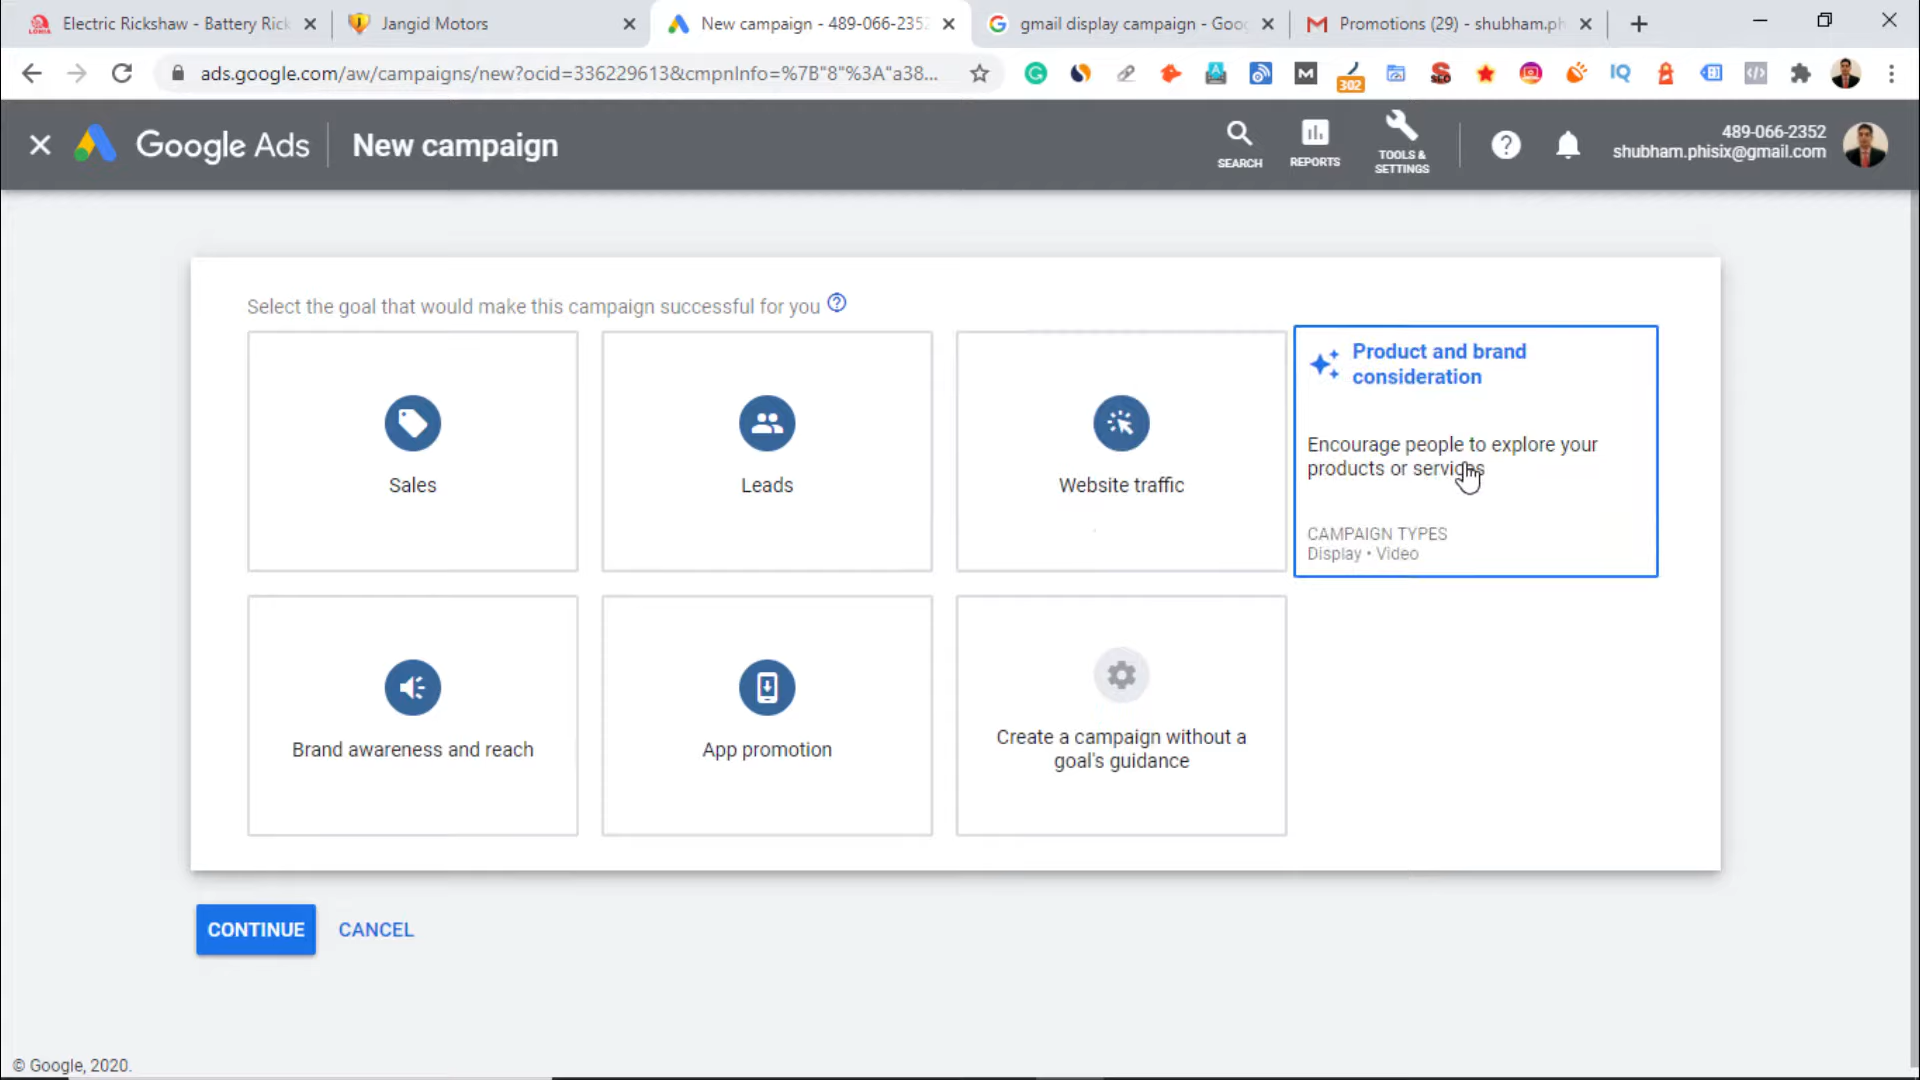 Electric Rickshaw - Battery Rick
Jangid Motors
New campaign - 489-066-2352
gmail display campaign - Goog
Promotions (29) - shubham.ph
ads.google.com/aw/campaigns/new?ocid=336229613&cmpnInfo=%7B"8"%3A"a38...
302
SEO
IQ
Google Ads
New campaign
SEARCH
REPORTS
TOOLS &
SETTINGS
489-066-2352
shubham.phisix@gmail.com
Select the goal that would make this campaign successful for you
Sales
Leads
Website traffic
Product and brand
consideration
Encourage people to explore your
products or services
CAMPAIGN TYPES
Display • Video
Brand awareness and reach
App promotion
Create a campaign without a
goal's guidance
CONTINUE
CANCEL
© Google, 2020.